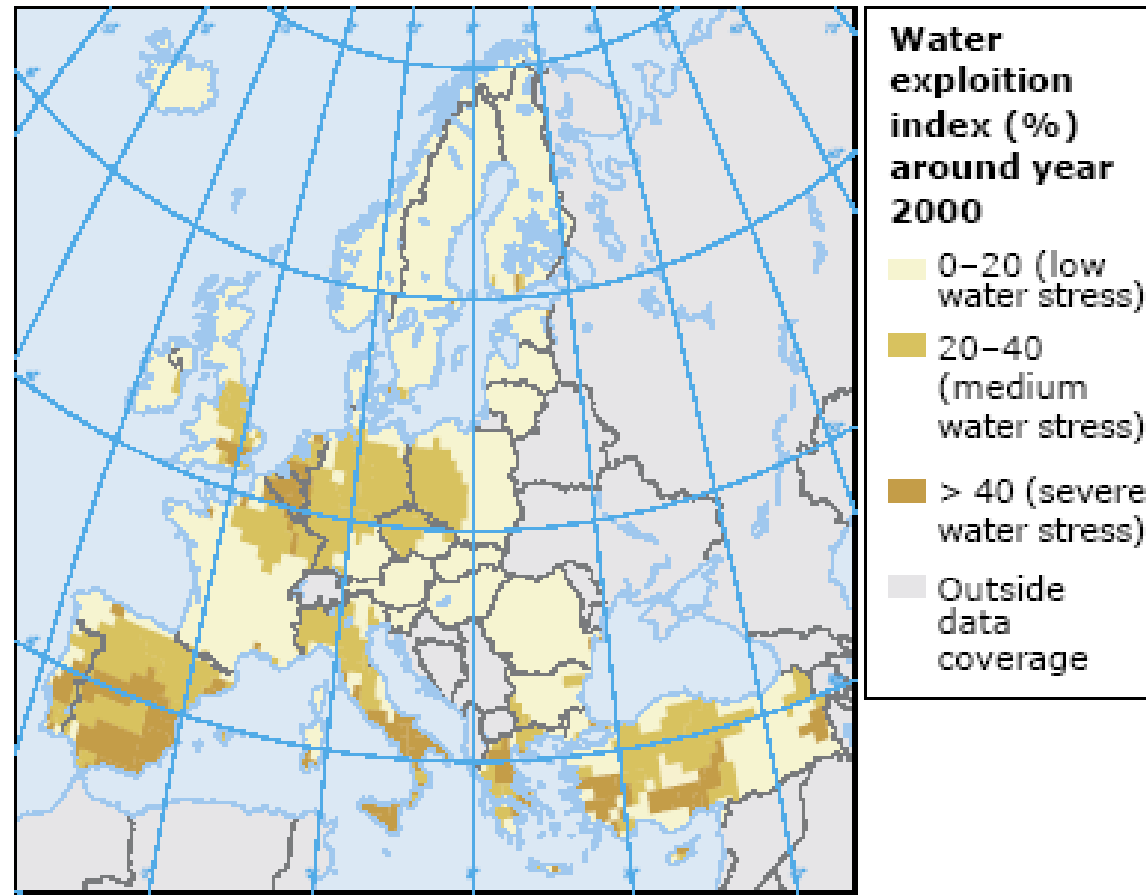 Water
exploition
index (%)
around year
2000
0–20 (low
water stress)
20–40
(medium
water stress)
> 40 (severe
water stress)
Outside
data
coverage